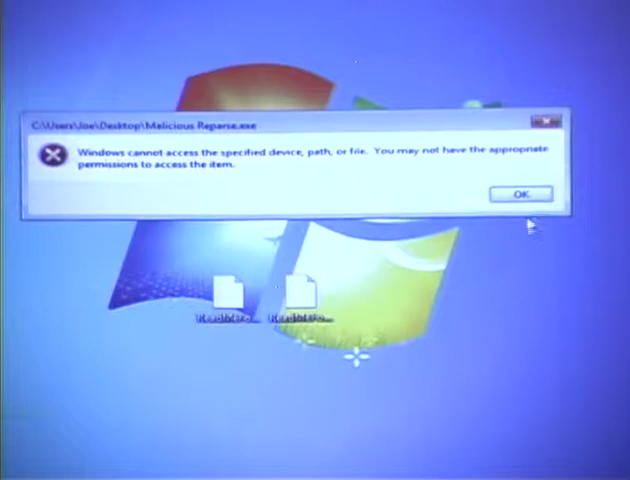 C:\Users\Joe\Desktop\Malicious Reparse.exe
Windows cannot access the specified device, path, or file. You may not have the appropriate
permissions to access the item.
OK